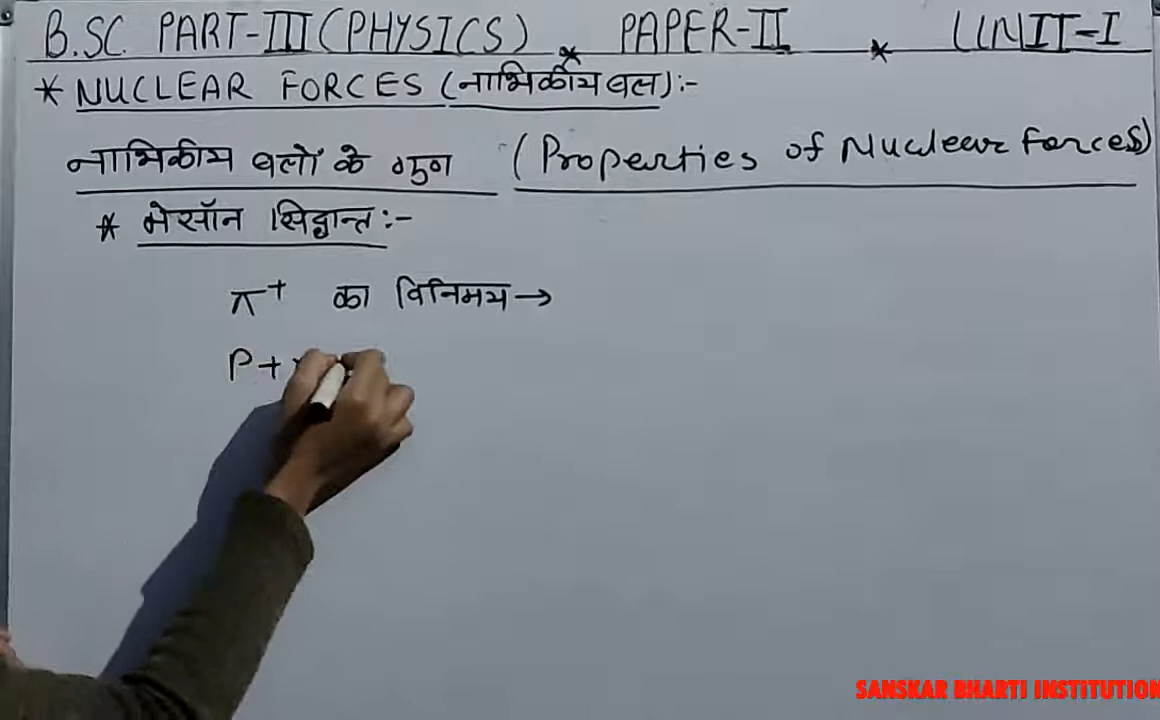 B.SC. PART-III (PHYSICS) * PAPER-II * UNIT-I
* NUCLEAR FORCES (नाभिकीय बल) :-
नाभिकीय बलों के गुण (Properties of Nuclear Forces)
* मेसॉन सिद्धान्त :-
π⁺ का विनिमय →
P +
SANSKAR BHARTI INSTITUTION